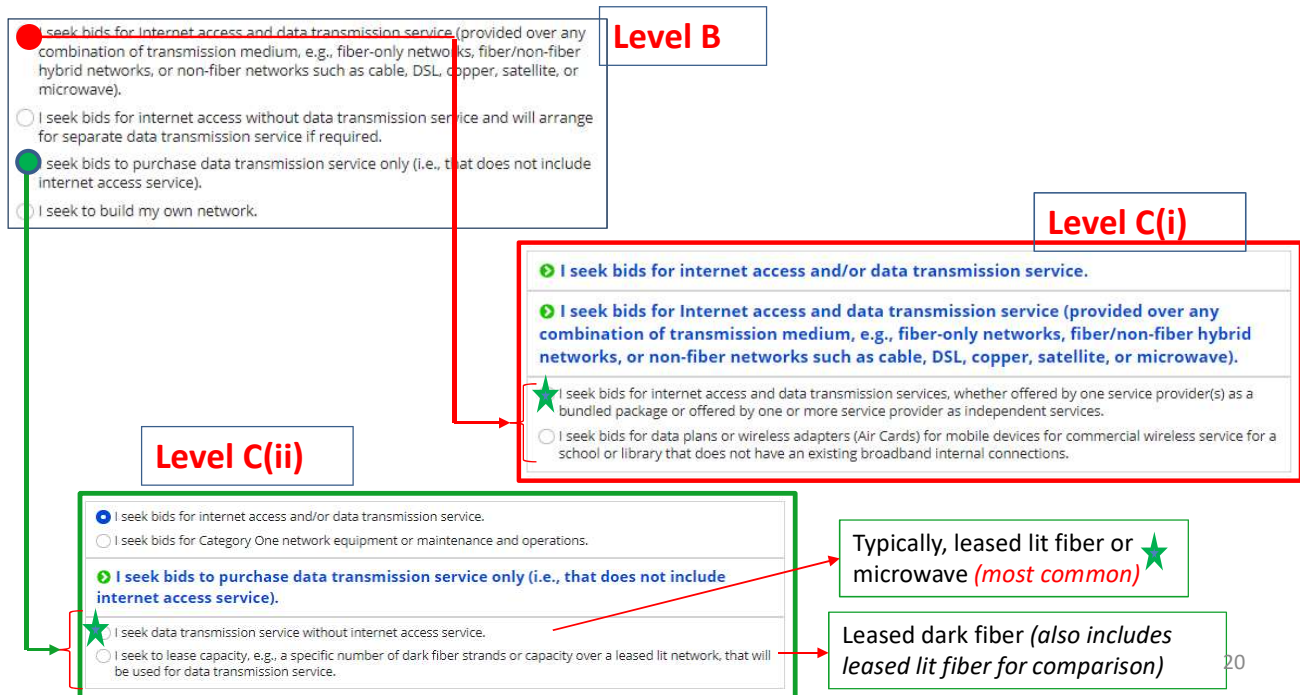 I seek bids for Internet access and data transmission service (provided over any
combination of transmission medium, e.g., fiber-only networks, fiber/non-fiber
hybrid networks, or non-fiber networks such as cable, DSL, copper, satellite, or
microwave).
I seek bids for internet access without data transmission service and will arrange
for separate data transmission service if required.
I seek bids to purchase data transmission service only (i.e., that does not include
internet access service).
I seek to build my own network.
Level B
Level C(i)
I seek bids for internet access and/or data transmission service.
I seek bids for Internet access and data transmission service (provided over any
combination of transmission medium, e.g., fiber-only networks, fiber/non-fiber hybrid
networks, or non-fiber networks such as cable, DSL, copper, satellite, or microwave).
I seek bids for internet access and data transmission services, whether offered by one service provider(s) as a
bundled package or offered by one or more service provider as independent services.
I seek bids for data plans or wireless adapters (Air Cards) for mobile devices for commercial wireless service for a
school or library that does not have an existing broadband internal connections.
Level C(ii)
I seek bids for internet access and/or data transmission service.
I seek bids for Category One network equipment or maintenance and operations.
I seek bids to purchase data transmission service only (i.e., that does not include
internet access service).
I seek data transmission service without internet access service.
I seek to lease capacity, e.g., a specific number of dark fiber strands or capacity over a leased lit network, that will
be used for data transmission service.
Typically, leased lit fiber or
microwave (most common)
Leased dark fiber (also includes
leased lit fiber for comparison)
20